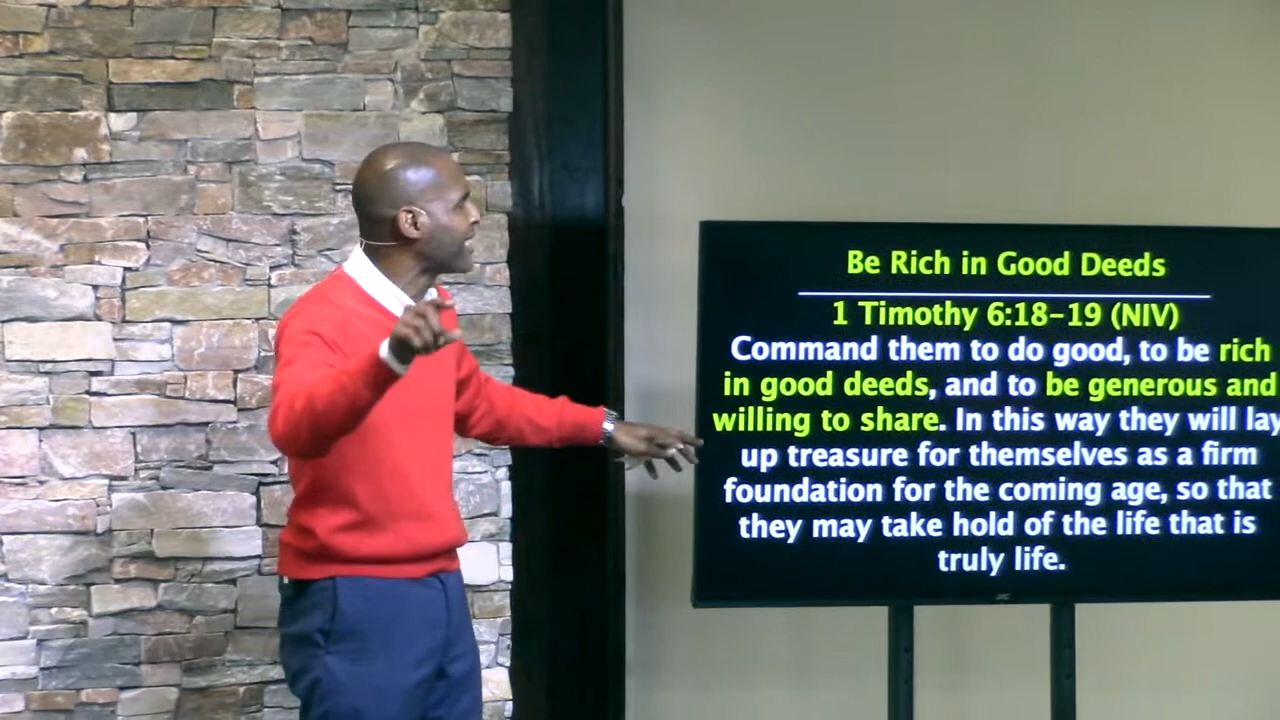 Be Rich in Good Deeds
1 Timothy 6:18-19 (NIV)
Command them to do good, to be rich
in good deeds, and to be generous and
willing to share. In this way they will lay
up treasure for themselves as a firm
foundation for the coming age, so that
they may take hold of the life that is
truly life.
JVC